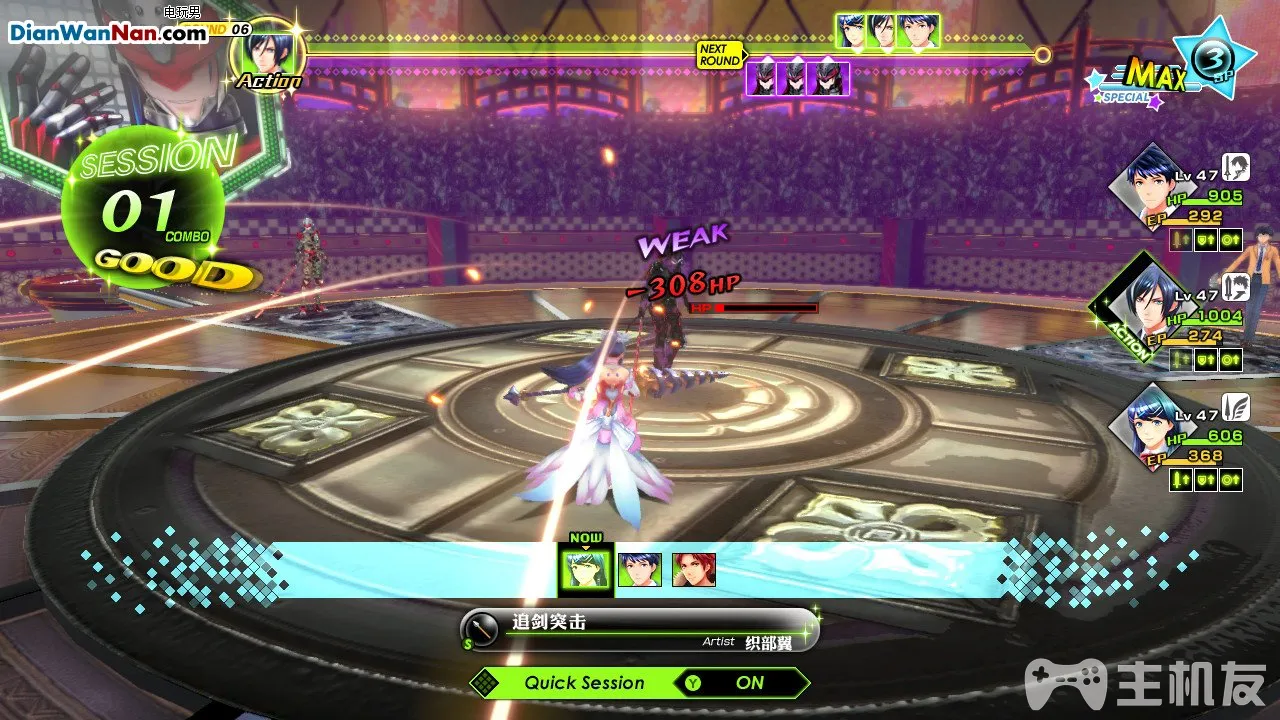 电玩男
DianWanNan.com
ROUND 06
Action
NEXT
ROUND
3
SP
MAX
SPECIAL
SESSION
01
COMBO
GOOD
WEAK
-308HP
HP
Lv 47
HP 905
EP 292
Lv 47
HP 1004
EP 274
ACTION
Lv 47
HP 606
EP 368
NOW
追剑突击
S
Artist 织部翼
Quick Session Y ON
主机友